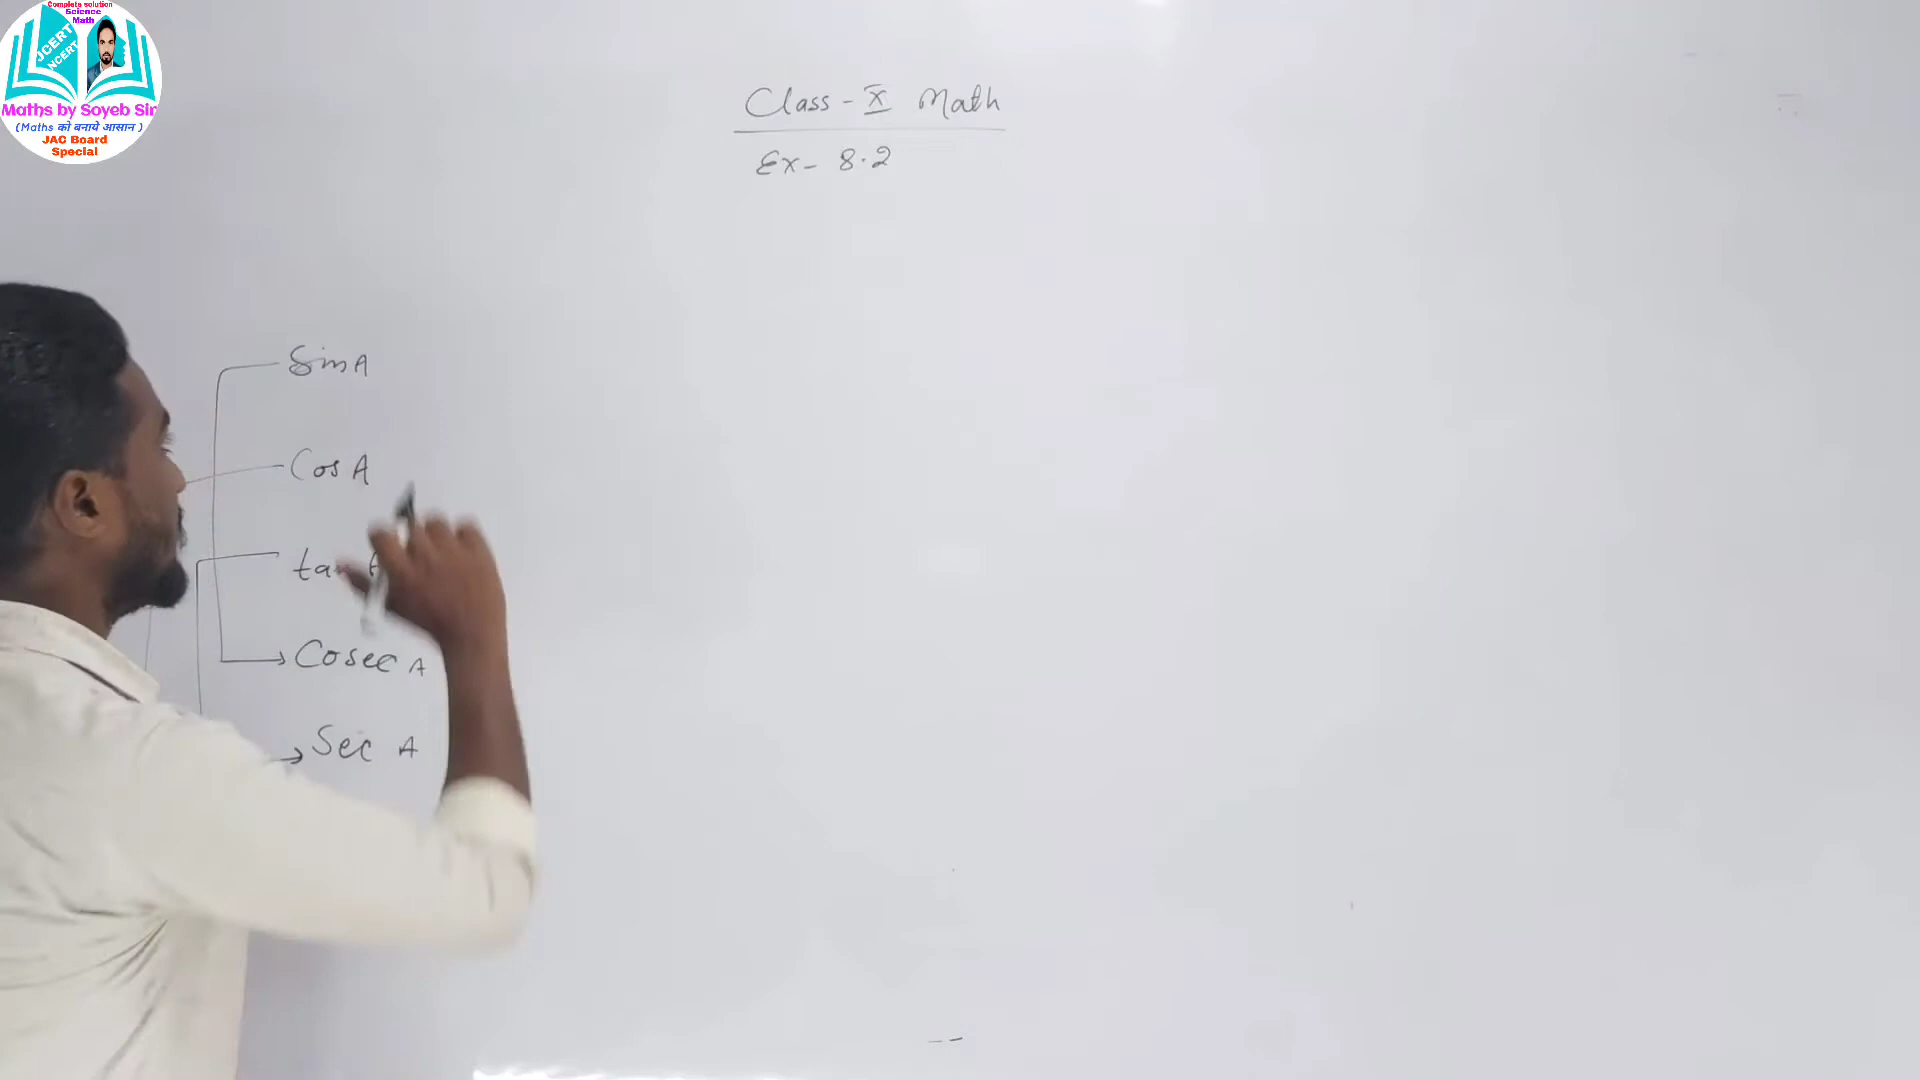 Complete solution
Science
Math
JCERT
NCERT
Maths by Soyeb Sir
(Maths को बनाये आसान )
JAC Board
Special
Class - X Math
Ex - 8.2
Sin A
Cos A
tan A
Cosec A
Sec A